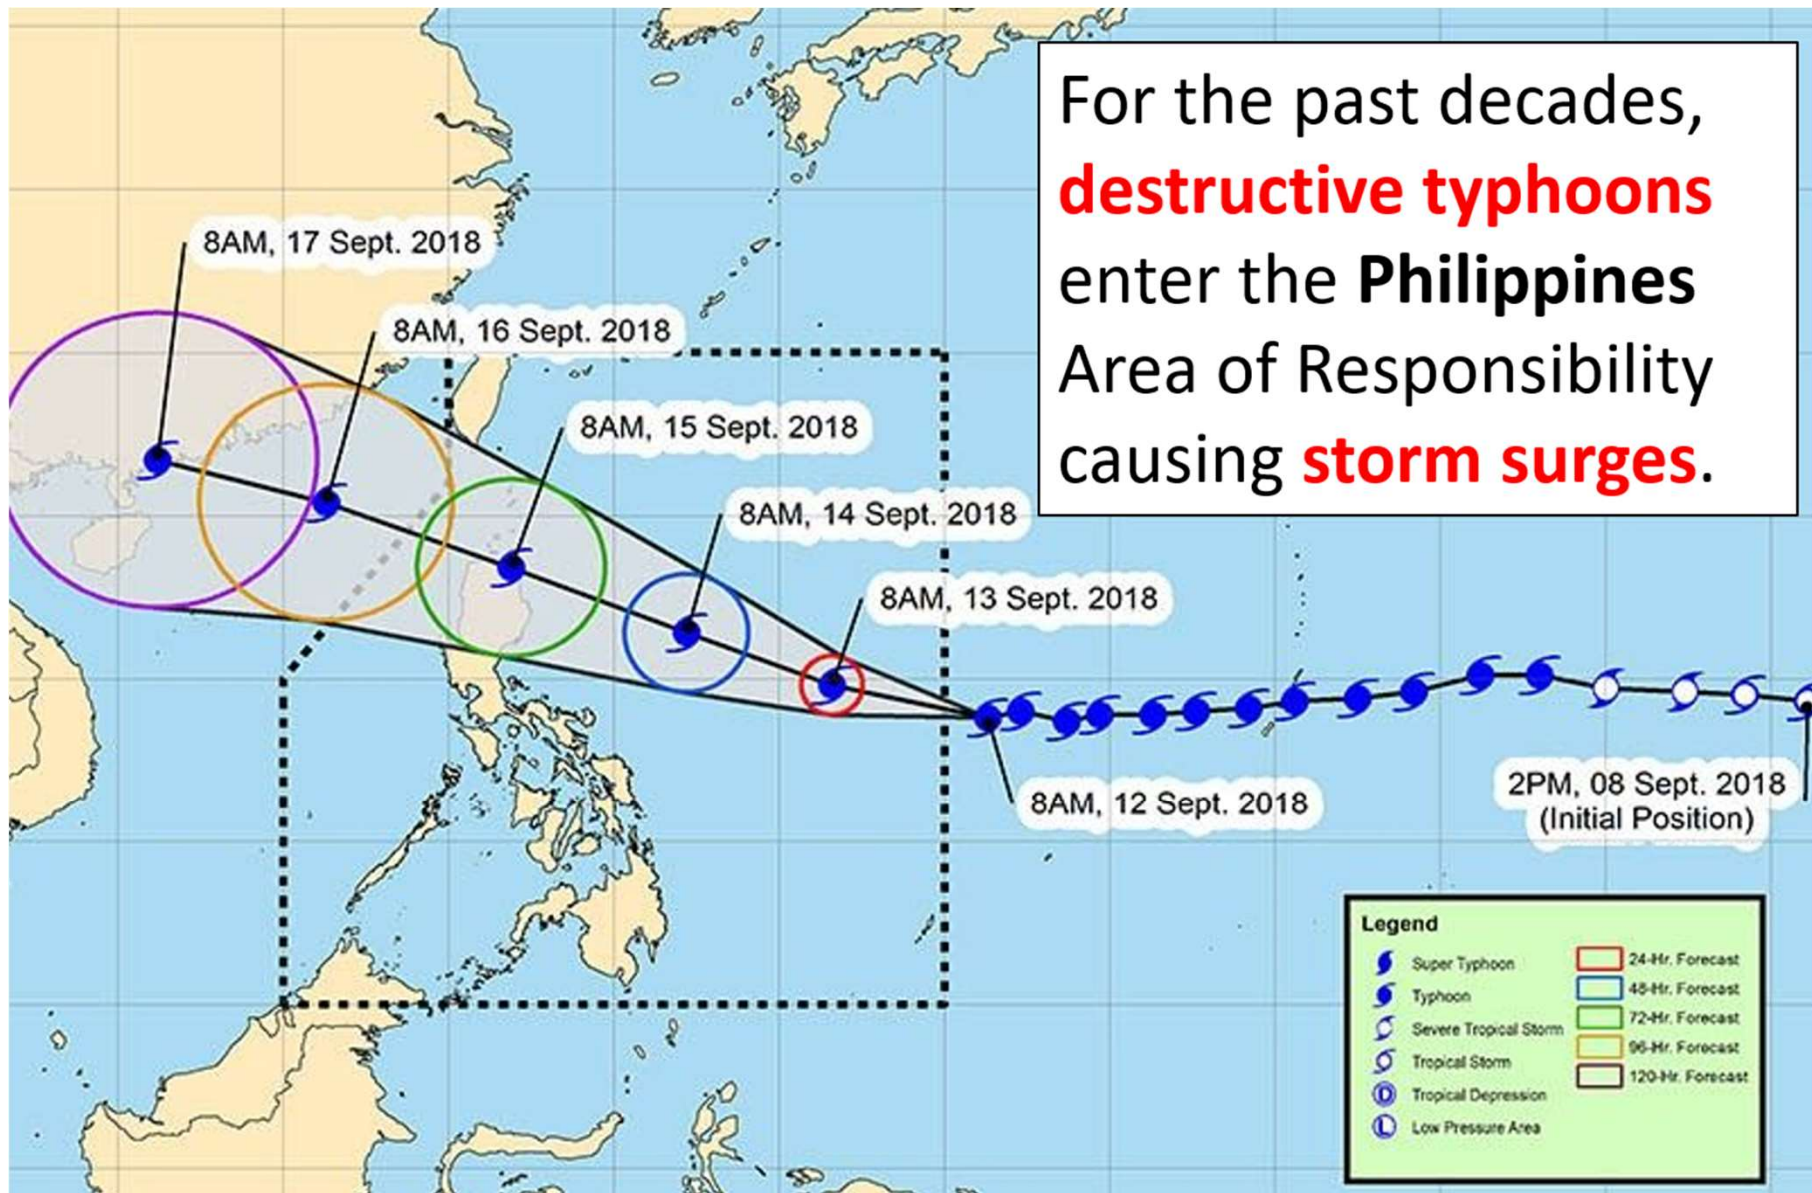 For the past decades,
destructive typhoons
enter the Philippines
Area of Responsibility
causing storm surges.
8AM, 17 Sept. 2018
8AM, 16 Sept. 2018
8AM, 15 Sept. 2018
8AM, 14 Sept. 2018
8AM, 13 Sept. 2018
8AM, 12 Sept. 2018
2PM, 08 Sept. 2018
(Initial Position)
Legend
Super Typhoon
Typhoon
Severe Tropical Storm
Tropical Storm
D Tropical Depression
L Low Pressure Area
24-Hr. Forecast
48-Hr. Forecast
72-Hr. Forecast
96-Hr. Forecast
120-Hr. Forecast